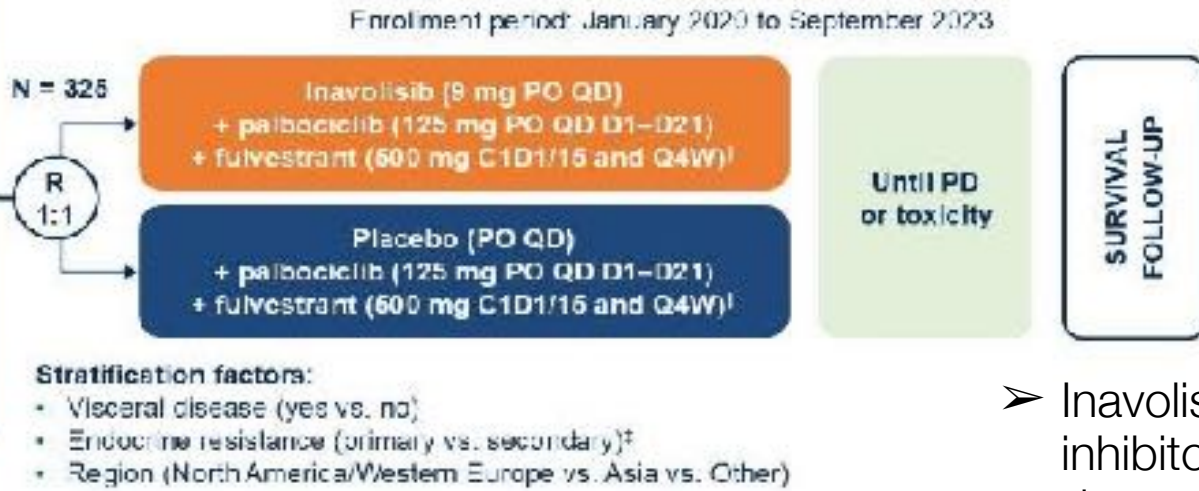 Enrollment period: January 2020 to September 2023
N = 325
R
1:1
Inavolisib (9 mg PO QD)
+ palbociclib (125 mg PO QD D1–D21)
+ fulvestrant (500 mg C1D1/15 and Q4W)†
Placebo (PO QD)
+ palbociclib (125 mg PO QD D1–D21)
+ fulvestrant (500 mg C1D1/15 and Q4W)†
Until PD
or toxicity
SURVIVAL
FOLLOW-UP
Stratification factors:
• Visceral disease (yes vs. no)
• Endocrine resistance (primary vs. secondary)‡
• Region (North America/Western Europe vs. Asia vs. Other)
➢ Inavolis
inhibito